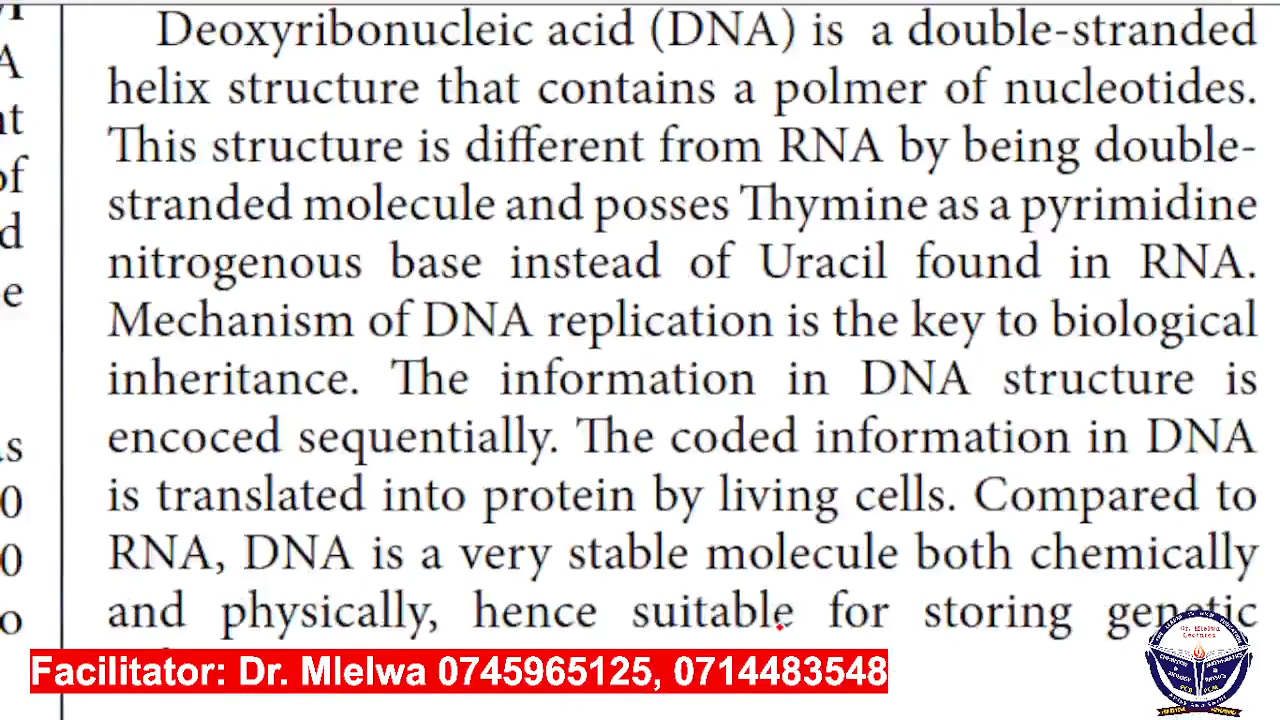 Deoxyribonucleic acid (DNA) is a double-stranded
helix structure that contains a polmer of nucleotides.
This structure is different from RNA by being double-
stranded molecule and posses Thymine as a pyrimidine
nitrogenous base instead of Uracil found in RNA.
Mechanism of DNA replication is the key to biological
inheritance. The information in DNA structure is
encoced sequentially. The coded information in DNA
is translated into protein by living cells. Compared to
RNA, DNA is a very stable molecule both chemically
and physically, hence suitable for storing genetic
Facilitator: Dr. Mlelwa 0745965125, 0714483548
Dr. Mlelwa
Lectures